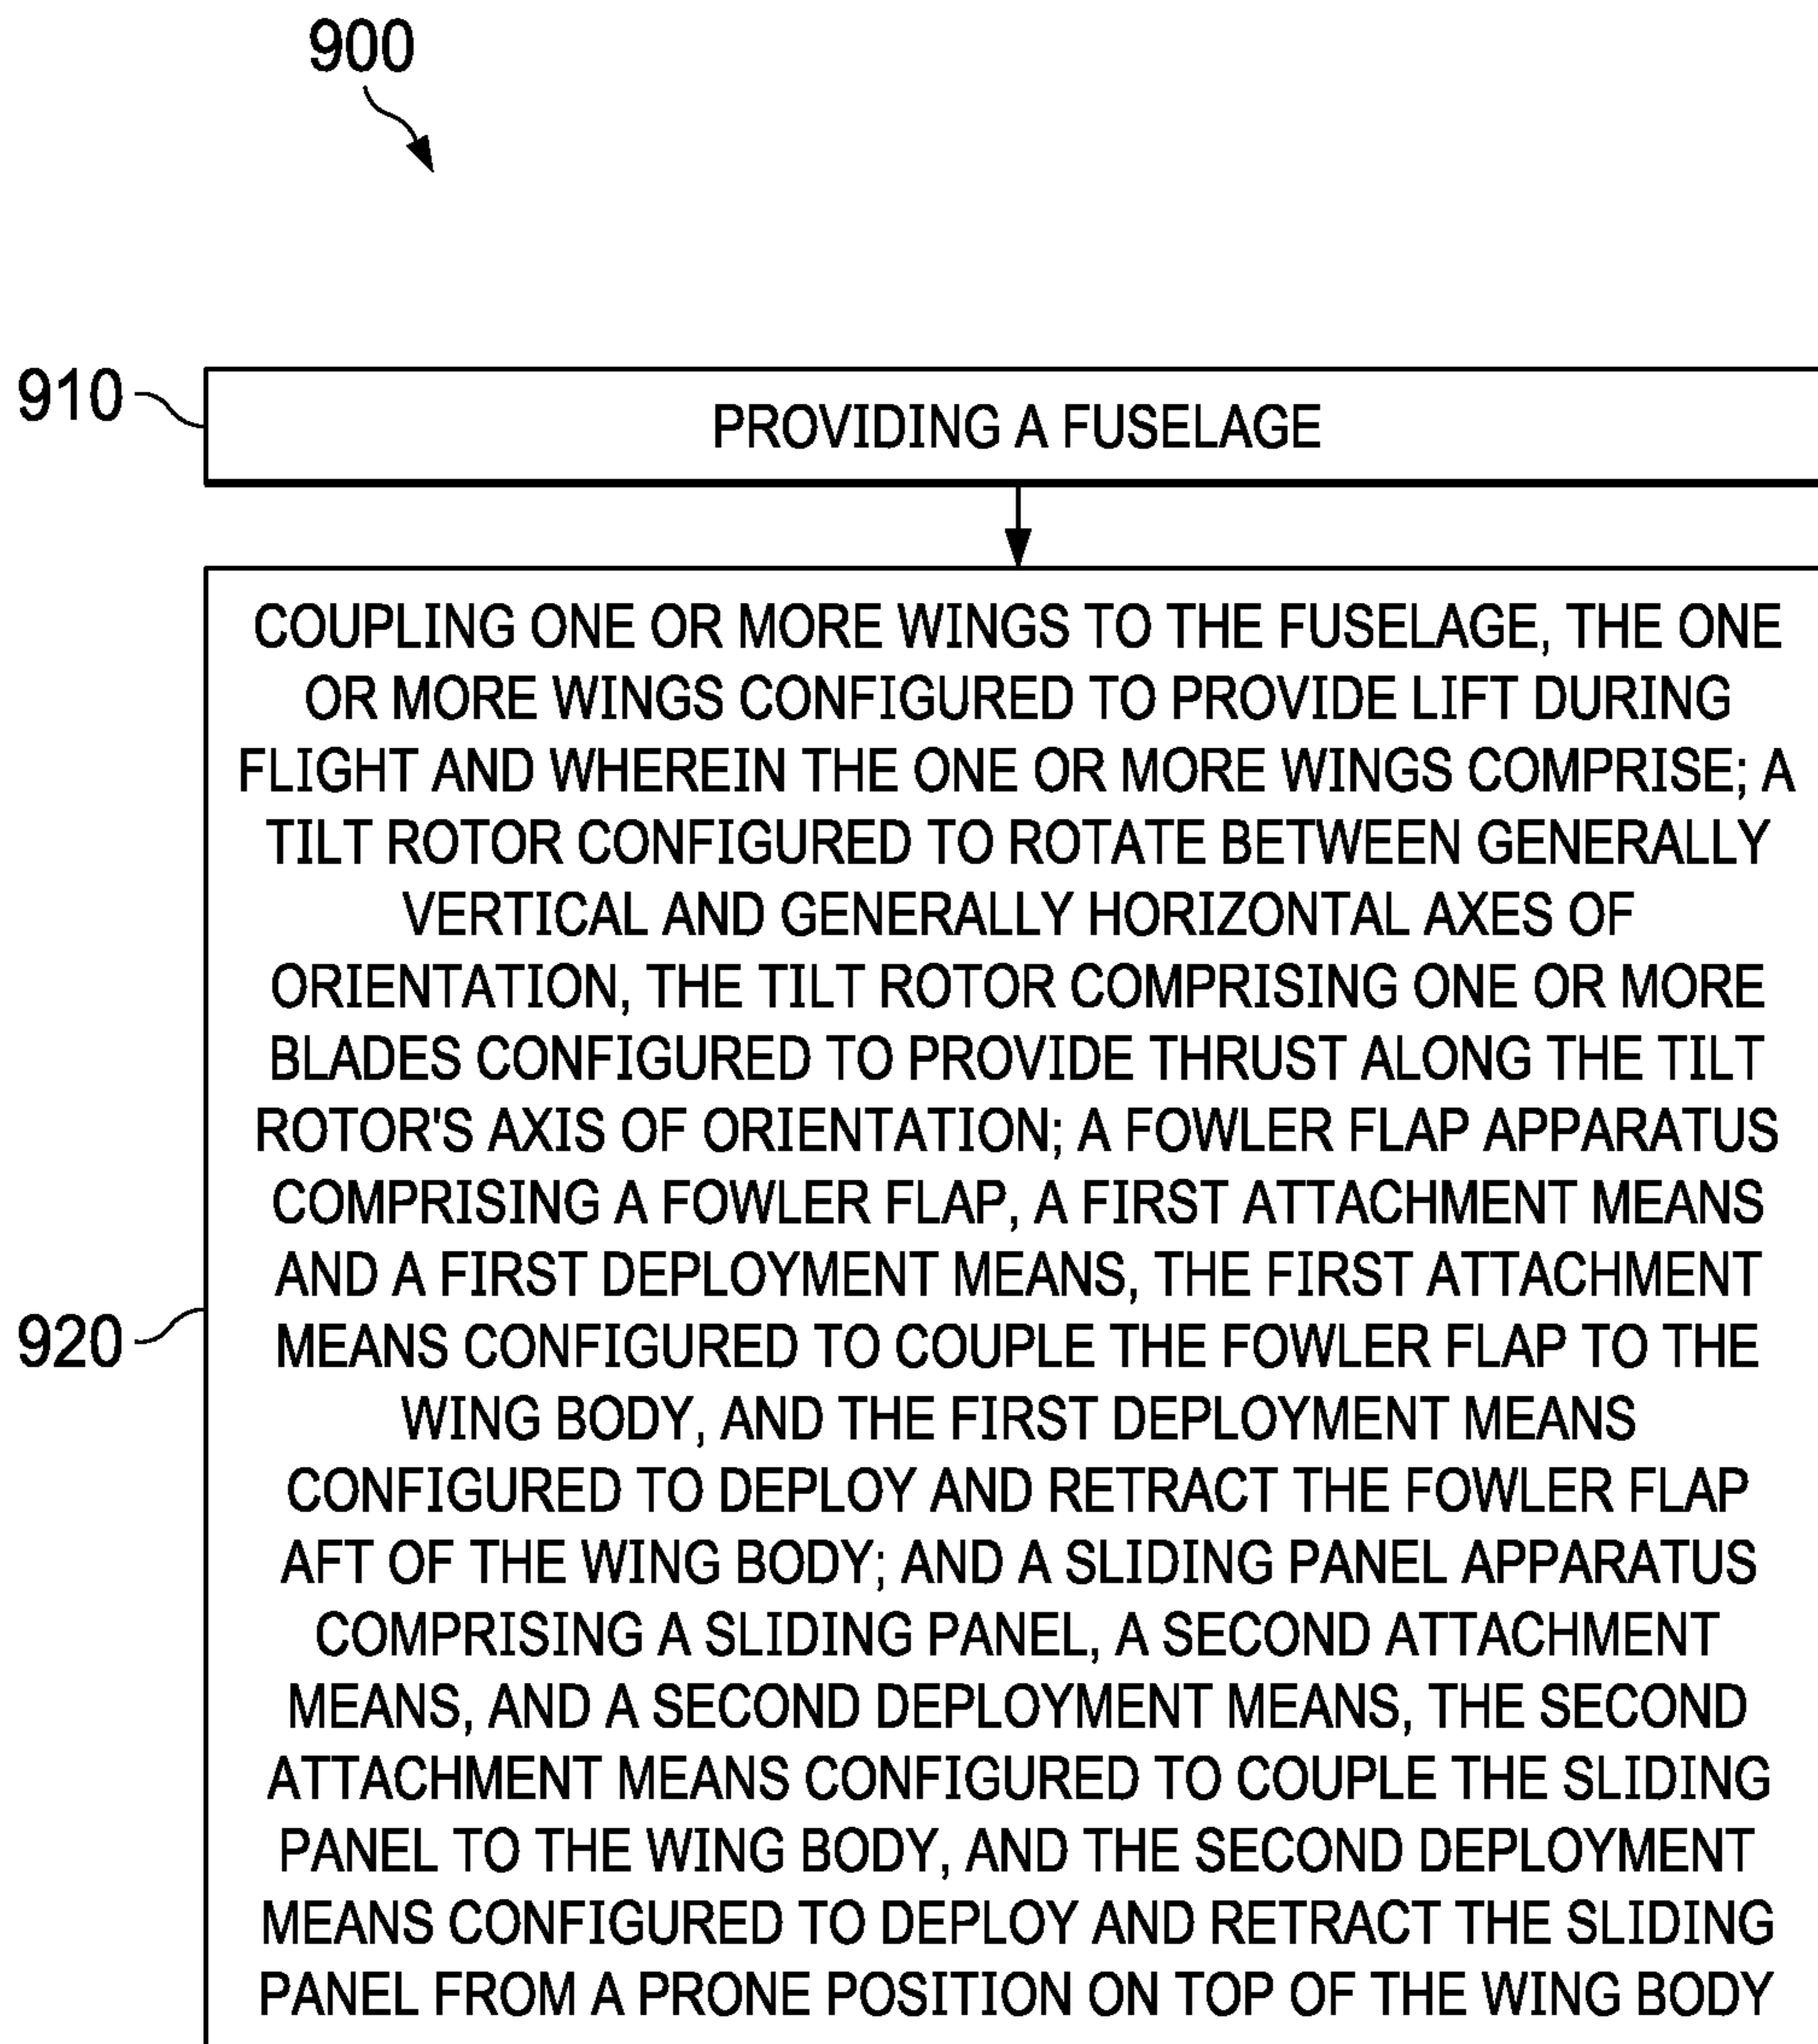 900
910
PROVIDING A FUSELAGE
COUPLING ONE OR MORE WINGS TO THE FUSELAGE, THE ONE
OR MORE WINGS CONFIGURED TO PROVIDE LIFT DURING
FLIGHT AND WHEREIN THE ONE OR MORE WINGS COMPRISE; A
TILT ROTOR CONFIGURED TO ROTATE BETWEEN GENERALLY
VERTICAL AND GENERALLY HORIZONTAL AXES OF
ORIENTATION, THE TILT ROTOR COMPRISING ONE OR MORE
BLADES CONFIGURED TO PROVIDE THRUST ALONG THE TILT
ROTOR'S AXIS OF ORIENTATION; A FOWLER FLAP APPARATUS
COMPRISING A FOWLER FLAP, A FIRST ATTACHMENT MEANS
AND A FIRST DEPLOYMENT MEANS, THE FIRST ATTACHMENT
920
MEANS CONFIGURED TO COUPLE THE FOWLER FLAP TO THE
WING BODY, AND THE FIRST DEPLOYMENT MEANS
CONFIGURED TO DEPLOY AND RETRACT THE FOWLER FLAP
AFT OF THE WING BODY; AND A SLIDING PANEL APPARATUS
COMPRISING A SLIDING PANEL, A SECOND ATTACHMENT
MEANS, AND A SECOND DEPLOYMENT MEANS, THE SECOND
ATTACHMENT MEANS CONFIGURED TO COUPLE THE SLIDING
PANEL TO THE WING BODY, AND THE SECOND DEPLOYMENT
MEANS CONFIGURED TO DEPLOY AND RETRACT THE SLIDING
PANEL FROM A PRONE POSITION ON TOP OF THE WING BODY